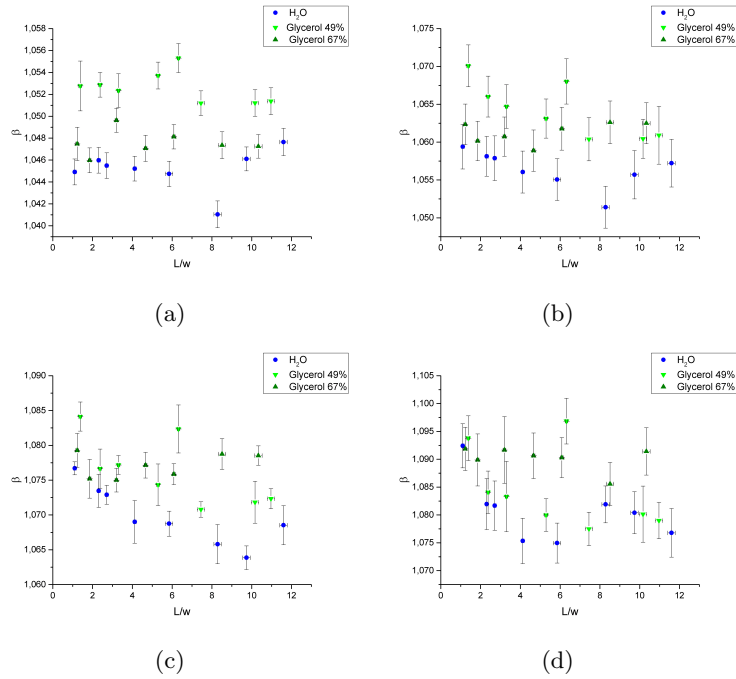 H₂O
Glycerol 49%
Glycerol 67%
1,058
1,056
1,054
1,052
1,050
1,048
1,046
1,044
1,042
1,040
β
0 2 4 6 8 10 12
L/w
(a)
H₂O
Glycerol 49%
Glycerol 67%
1,075
1,070
1,065
1,060
1,055
1,050
β
0 2 4 6 8 10 12
L/w
(b)
H₂O
Glycerol 49%
Glycerol 67%
1,090
1,085
1,080
1,075
1,070
1,065
1,060
β
0 2 4 6 8 10 12
L/w
(c)
H₂O
Glycerol 49%
Glycerol 67%
1,105
1,100
1,095
1,090
1,085
1,080
1,075
1,070
β
0 2 4 6 8 10 12
L/w
(d)